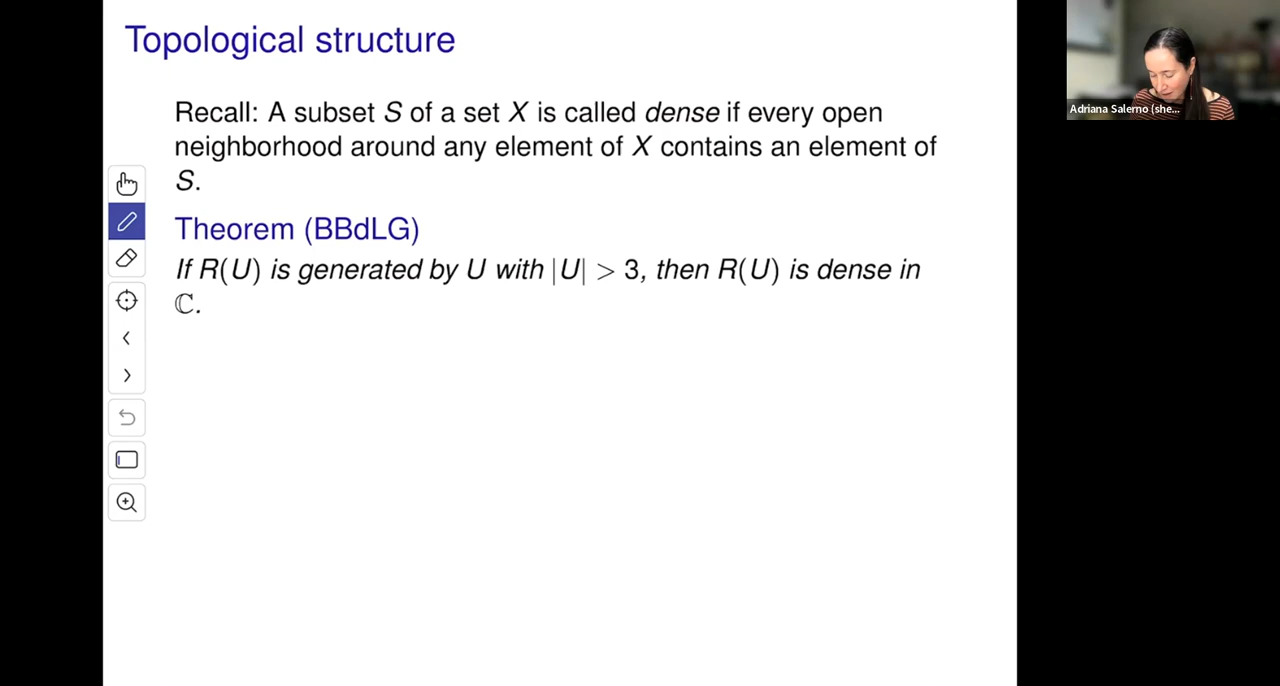 Topological structure
Recall: A subset S of a set X is called dense if every open
neighborhood around any element of X contains an element of
S.
Theorem (BBdLG)
If R(U) is generated by U with |U| > 3, then R(U) is dense in
ℂ.
Adriana Salerno (she...